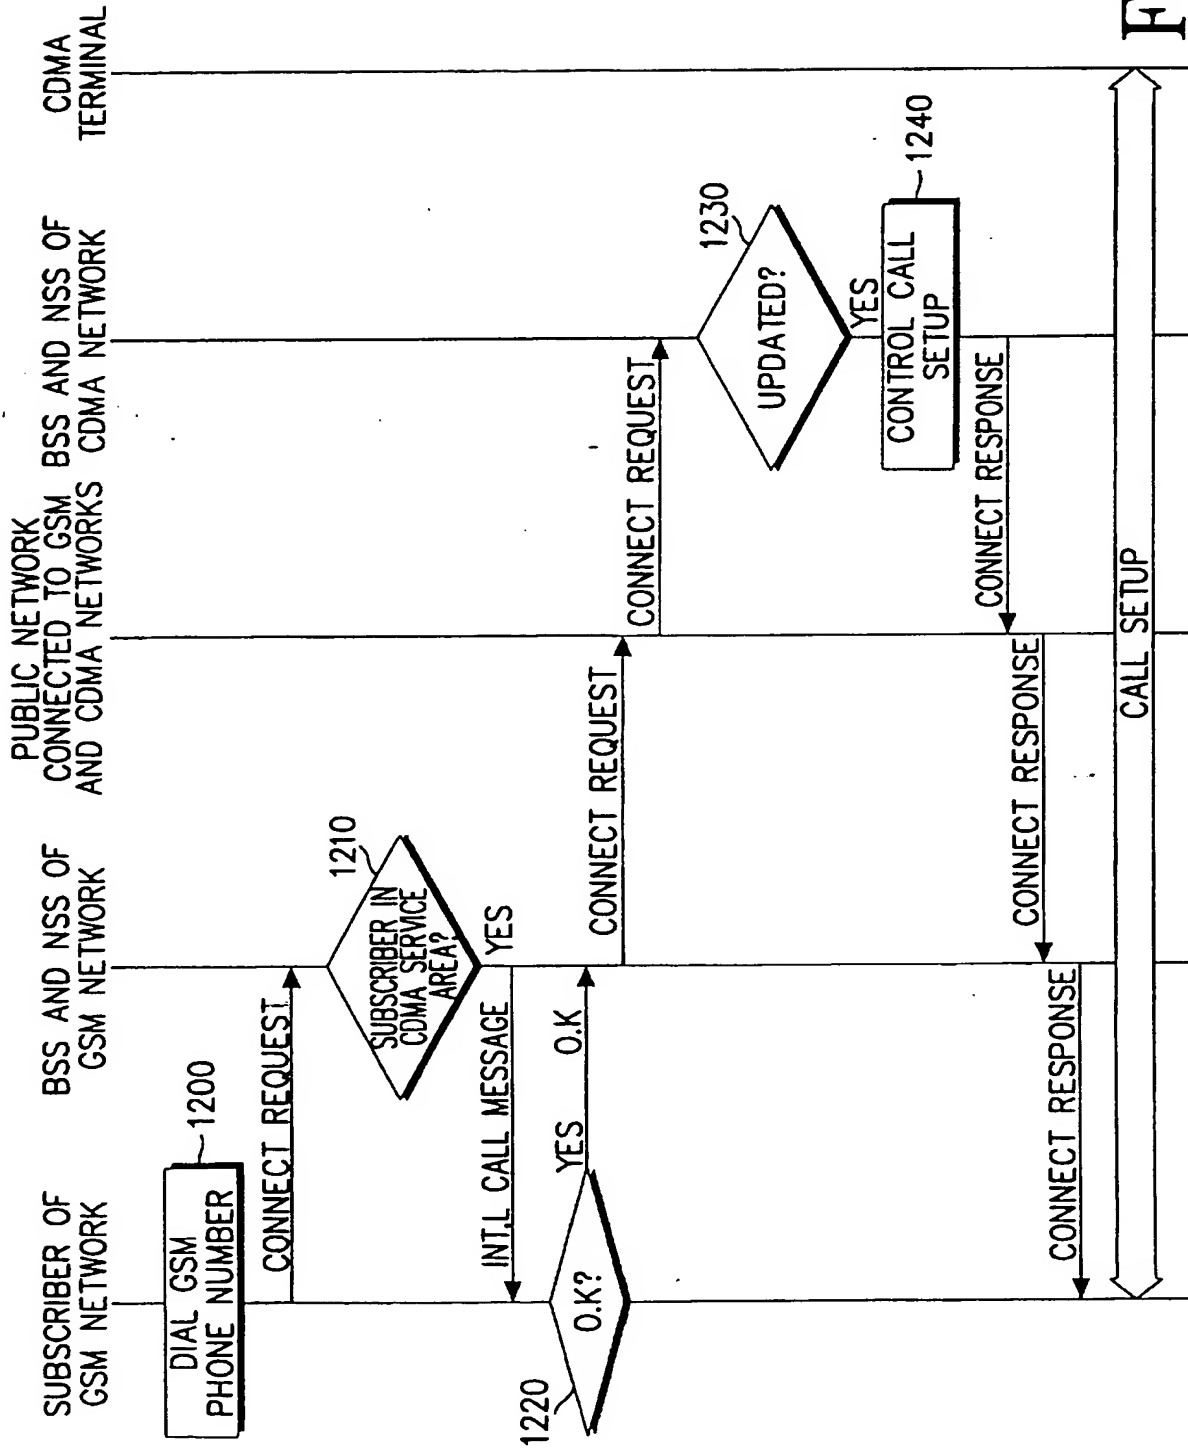 SUBSCRIBER OF
GSM NETWORK
BSS AND NSS OF
GSM NETWORK
PUBLIC NETWORK
CONNECTED TO GSM
AND CDMA NETWORKS
BSS AND NSS OF
CDMA NETWORK
CDMA
TERMINAL
DIAL GSM
PHONE NUMBER
1200
CONNECT REQUEST
SUBSCRIBER IN
CDMA SERVICE
AREA?
1210
YES
INT,L CALL MESSAGE
O.K?
1220
YES
O.K
CONNECT REQUEST
CONNECT REQUEST
UPDATED?
1230
YES
CONTROL CALL
SETUP
1240
CONNECT RESPONSE
CONNECT RESPONSE
CONNECT RESPONSE
CALL SETUP
F